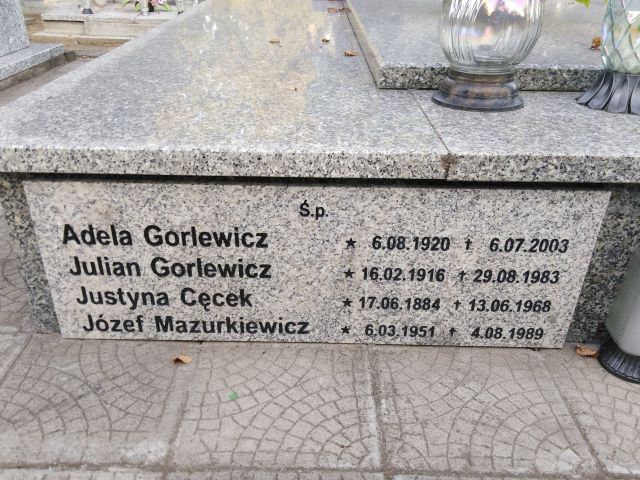 Ś.p.
Adela Gorlewicz ★ 6.08.1920 † 6.07.2003
Julian Gorlewicz ★ 16.02.1916 † 29.08.1983
Justyna Cęcek ★ 17.06.1884 † 13.06.1968
Józef Mazurkiewicz ★ 6.03.1951 † 4.08.1989